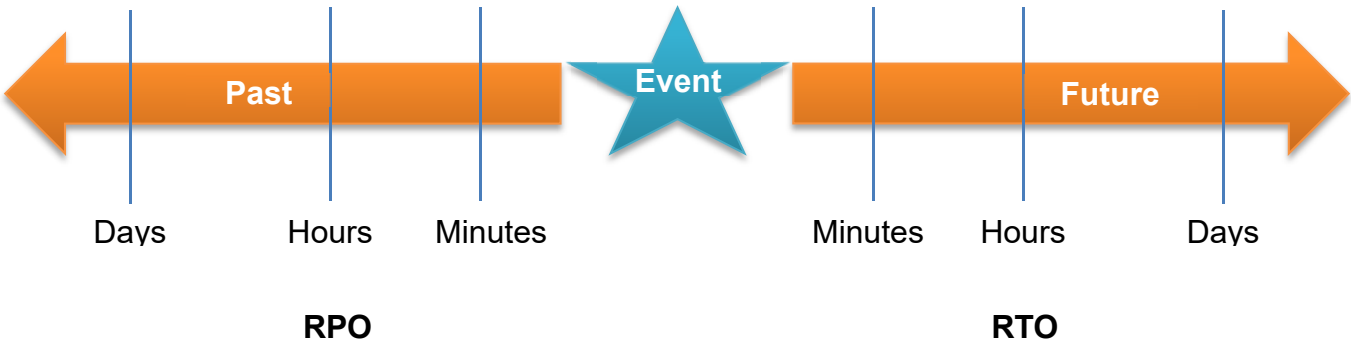 Past Event Future
Days Hours Minutes Minutes Hours Days
RPO RTO